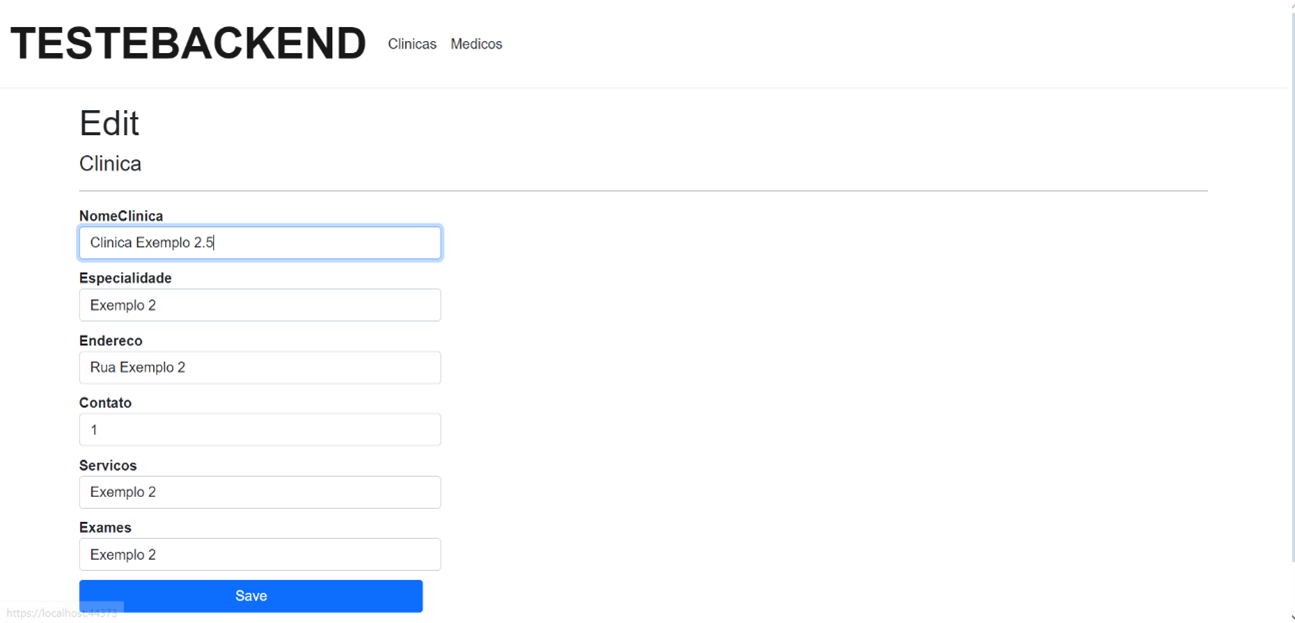 TESTEBACKEND Clinicas Medicos
Edit
Clinica
NomeClinica
Clinica Exemplo 2.5
Especialidade
Exemplo 2
Endereco
Rua Exemplo 2
Contato
1
Servicos
Exemplo 2
Exames
Exemplo 2
Save
https://localhost:44373